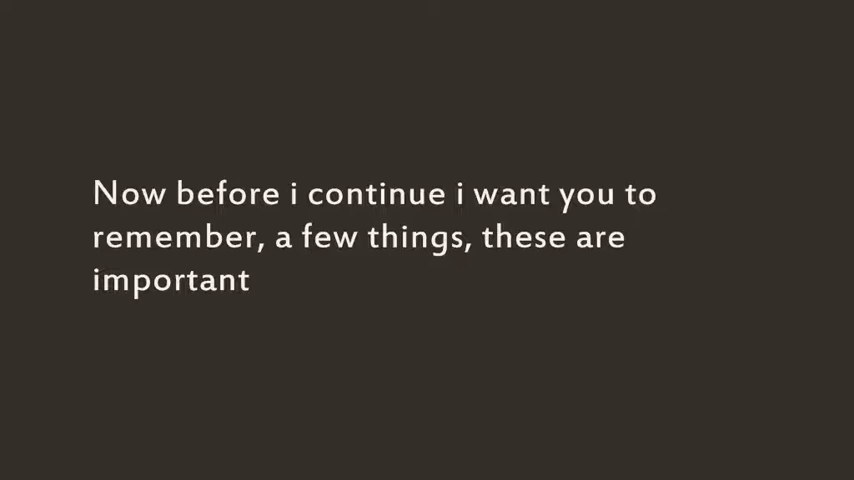 Now before i continue i want you to
remember, a few things, these are
important